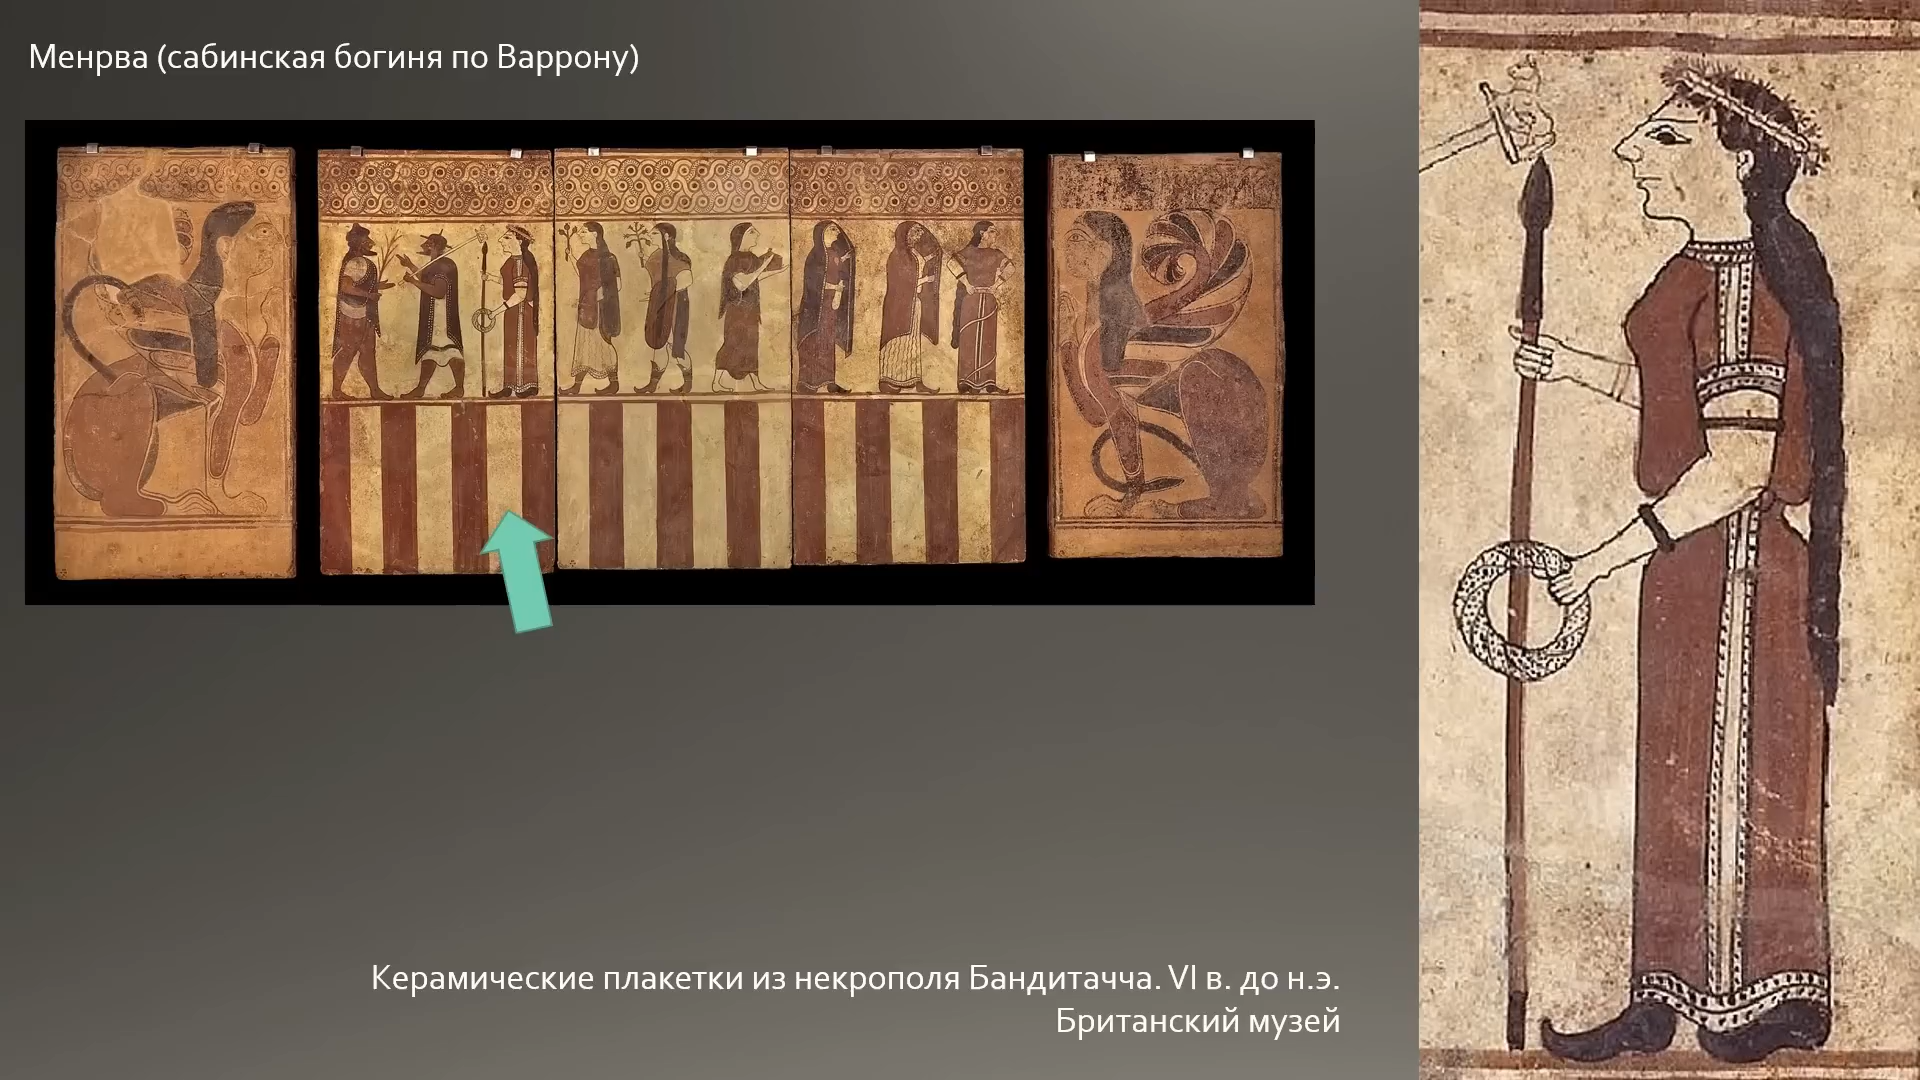 Менрва (сабинская богиня по Варрону)
Керамические плакетки из некрополя Бандитачча. VI в. до н.э.
Британский музей